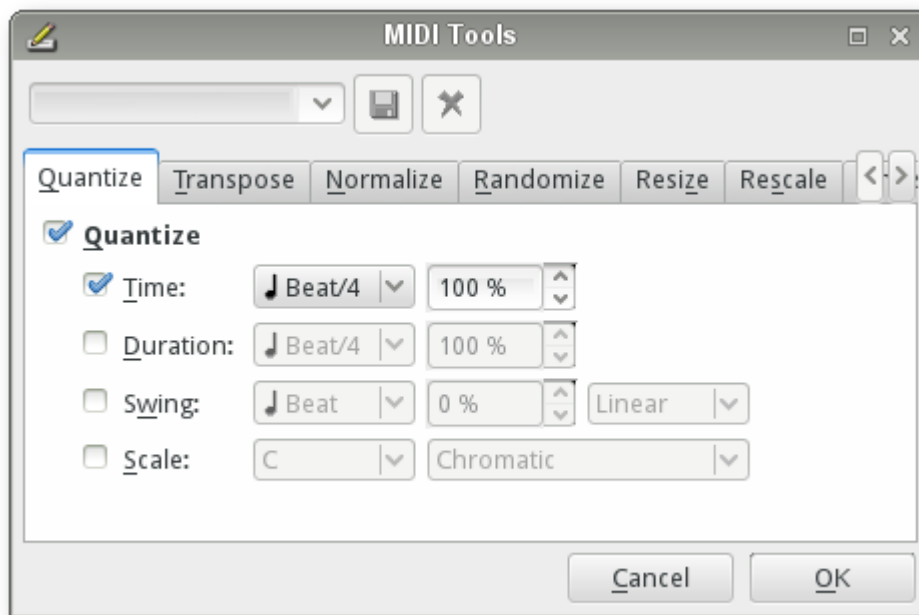 MIDI Tools
Quantize Transpose Normalize Randomize Resize Rescale
Quantize
Time: Beat/4 100 %
Duration: Beat/4 100 %
Swing: Beat 0 % Linear
Scale: C Chromatic
Cancel OK